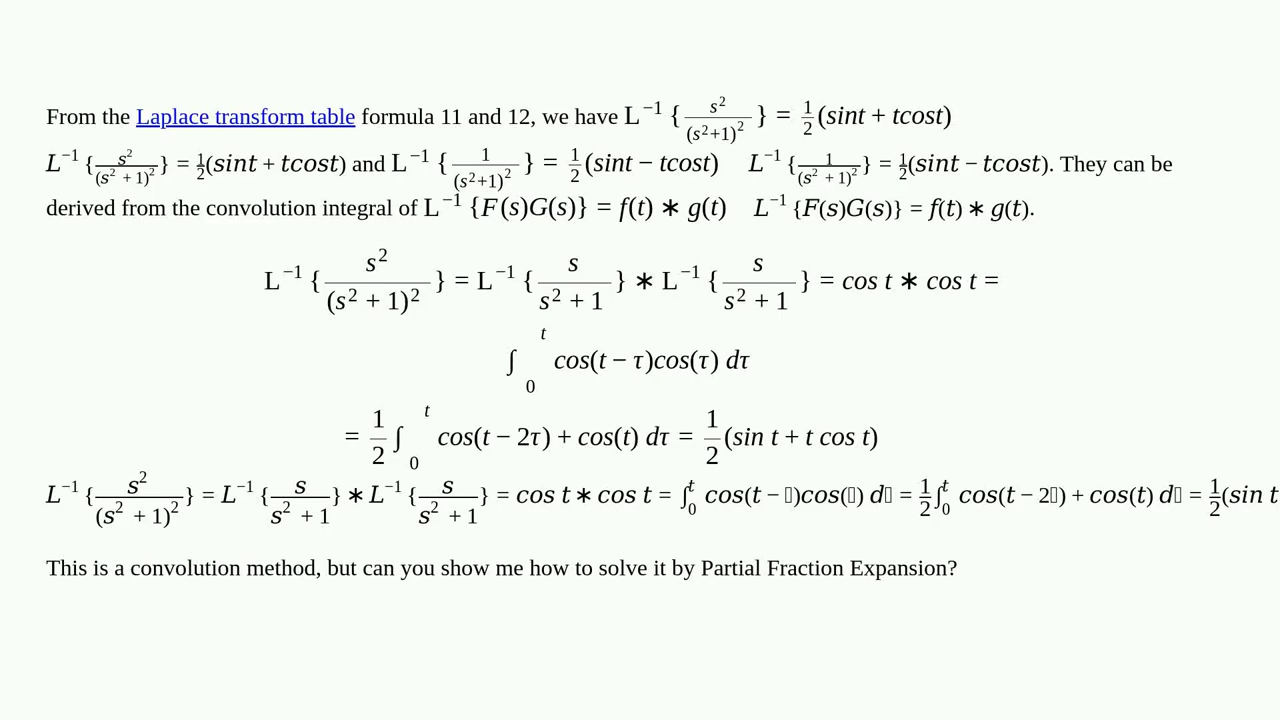 From the Laplace transform table formula 11 and 12, we have L⁻¹ { s²/(s²+1)² } = 1/2 (sint + tcost)
L⁻¹ { s²/(s² +1)² } = 1/2(sint + tcost) and L⁻¹ { 1/(s²+1)² } = 1/2 (sint − tcost) L⁻¹ { 1/(s² +1)² } = 1/2(sint − tcost). They can be
derived from the convolution integral of L⁻¹ {F(s)G(s)} = f(t) ∗ g(t) L⁻¹ {F(s)G(s)} = f(t) ∗ g(t).
L⁻¹ { s²/(s² + 1)² } = L⁻¹ { s/(s² + 1) } ∗ L⁻¹ { s/(s² + 1) } = cos t ∗ cos t =
∫₀ᵗ cos(t − τ)cos(τ) dτ
= 1/2 ∫₀ᵗ cos(t − 2τ) + cos(t) dτ = 1/2 (sin t + t cos t)
L⁻¹ { s²/(s² + 1)² } = L⁻¹ { s/(s² + 1) } ∗ L⁻¹ { s/(s² + 1) } = cos t ∗ cos t = ∫₀ᵗ cos(t − ▯)cos(▯) d▯ = 1/2 ∫₀ᵗ cos(t − 2▯) + cos(t) d▯ = 1/2 (sin t
This is a convolution method, but can you show me how to solve it by Partial Fraction Expansion?